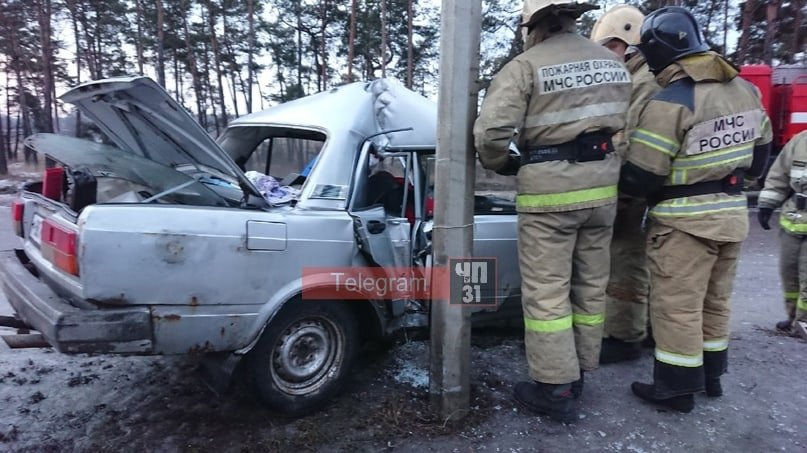 ПОЖАРНАЯ ОХРАНА
МЧС РОССИИ
МЧС
РОССИИ
Telegram
ЧП
31